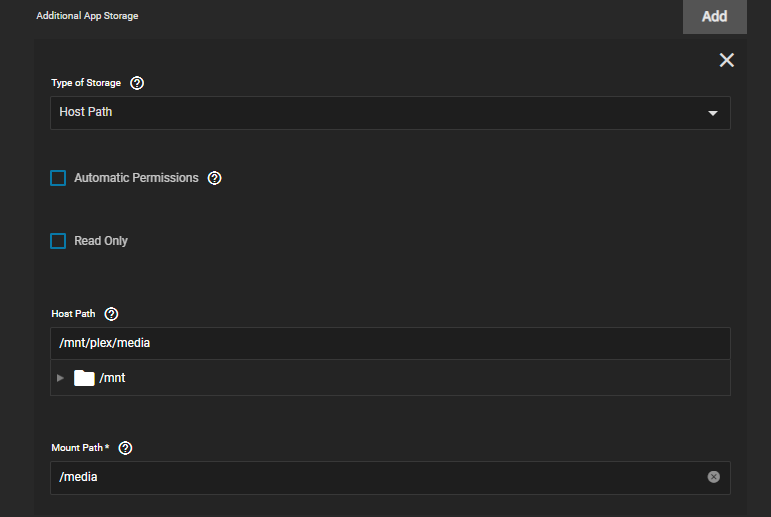 Additional App Storage
Add
Type of Storage
Host Path
Automatic Permissions
Read Only
Host Path
/mnt/plex/media
/mnt
Mount Path *
/media